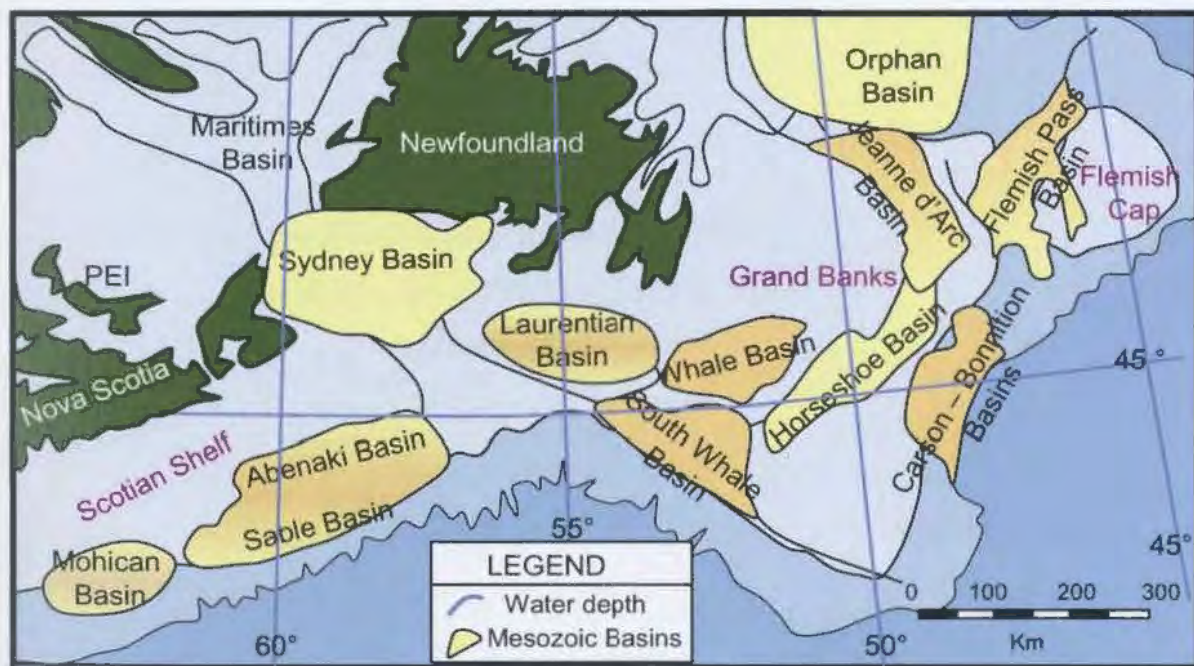 Orphan
Basin
Maritimes
Basin
Newfoundland
Jeanne d'Arc
Basin
Flemish Pass
Basin
Flemish
Cap
PEI
Sydney Basin
Grand Banks
Laurentian
Basin
Whale Basin
Horseshoe Basin
Carson – Bonnition
Basins
45°
Nova Scotia
South Whale
Basin
Scotian Shelf
Abenaki Basin
Sable Basin
Mohican
Basin
55°
45°
LEGEND
Water depth
Mesozoic Basins
0 100 200 300
Km
60°
50°